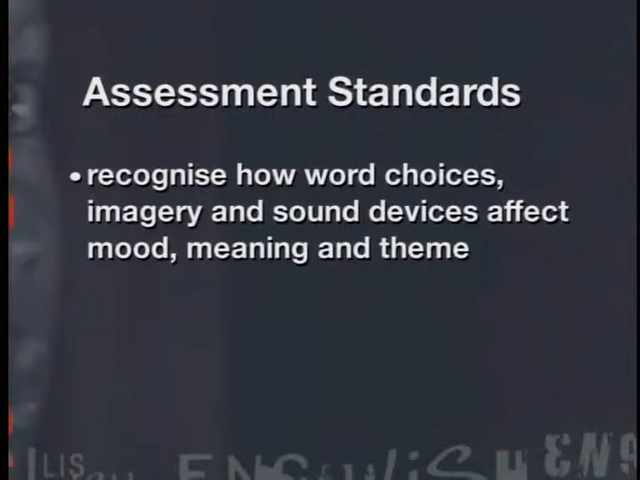 Assessment Standards
• recognise how word choices,
imagery and sound devices affect
mood, meaning and theme